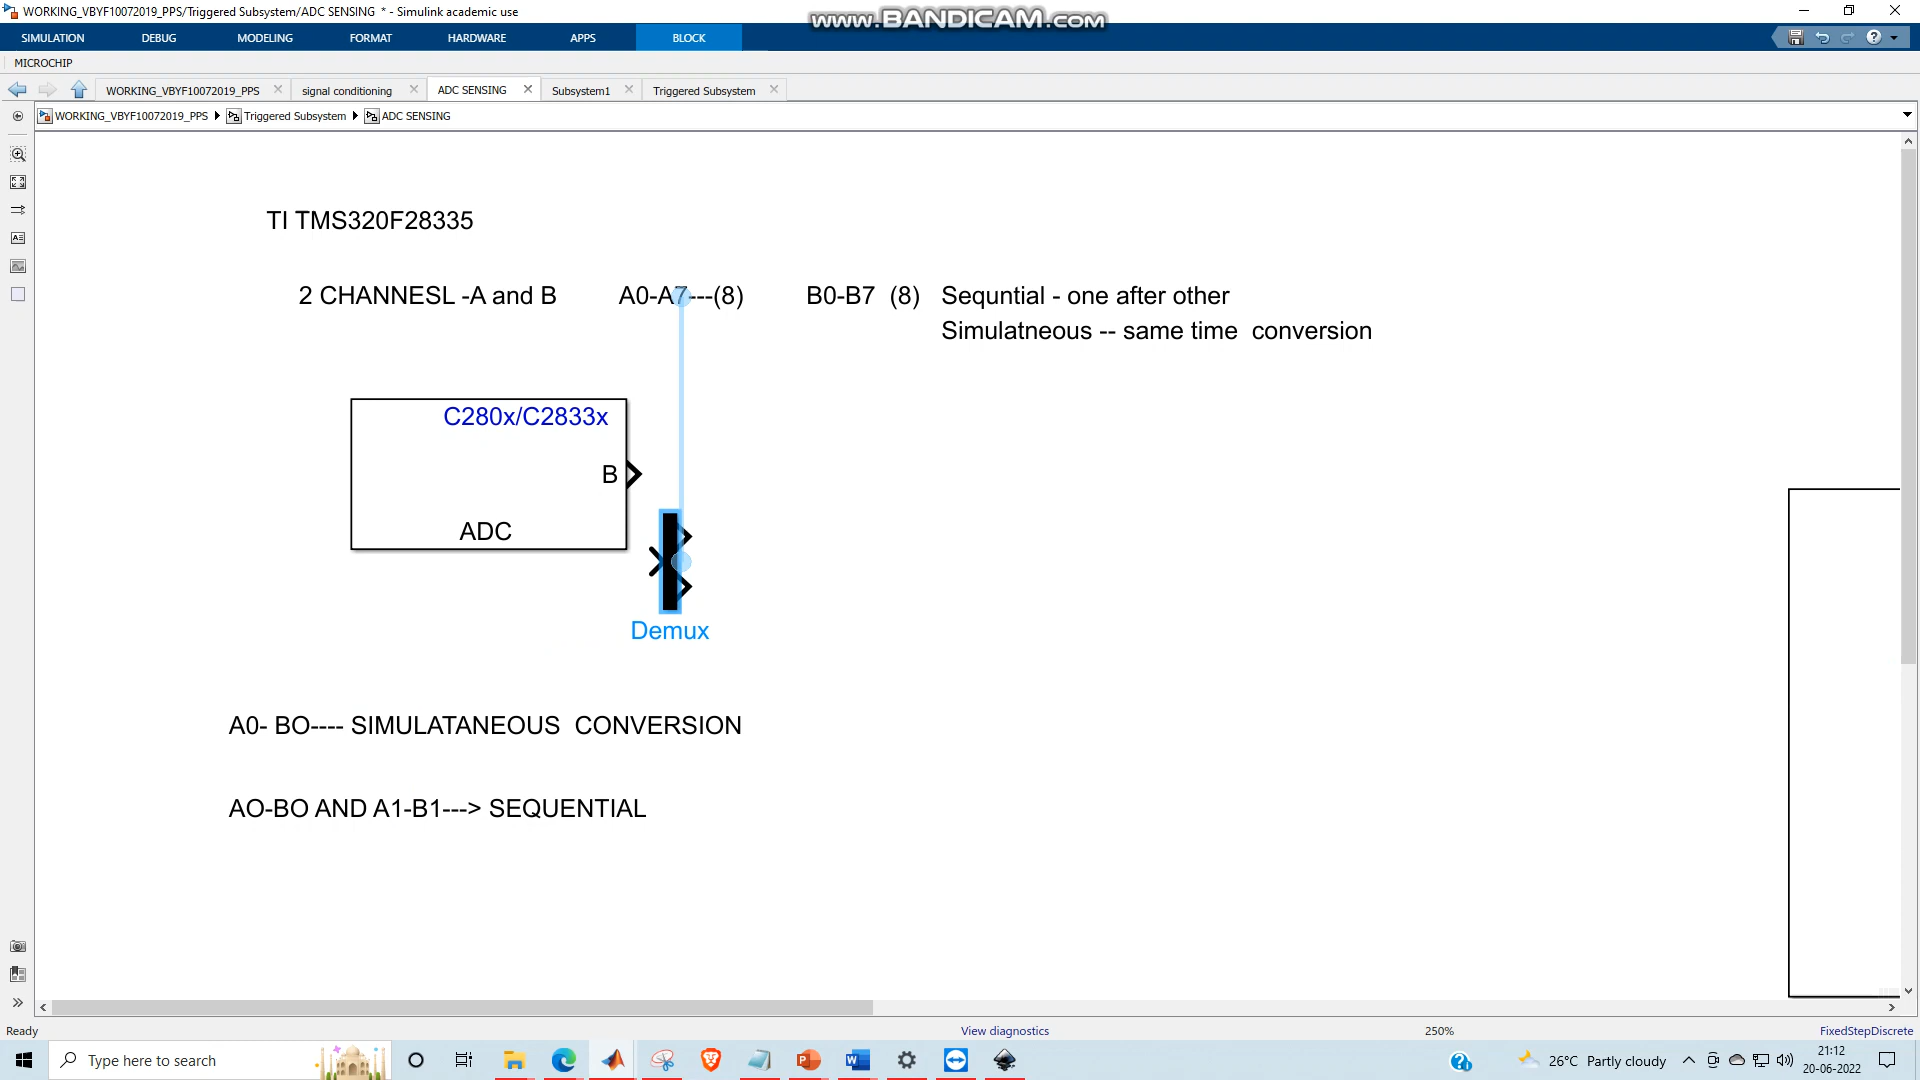 WORKING_VBYF10072019_PPS/Triggered Subsystem/ADC SENSING * - Simulink academic use
www.BANDICAM.com
SIMULATION DEBUG MODELING FORMAT HARDWARE APPS BLOCK
MICROCHIP
WORKING_VBYF10072019_PPS signal conditioning ADC SENSING Subsystem1 Triggered Subsystem
WORKING_VBYF10072019_PPS Triggered Subsystem ADC SENSING
TI TMS320F28335
2 CHANNESL -A and B A0-A7---(8) B0-B7 (8) Sequntial - one after other
Simulatneous -- same time conversion
C280x/C2833x
B
ADC
Demux
A0- BO---- SIMULATANEOUS CONVERSION
AO-BO AND A1-B1---> SEQUENTIAL
Ready View diagnostics 250% FixedStepDiscrete
Type here to search 26°C Partly cloudy 21:12
20-06-2022